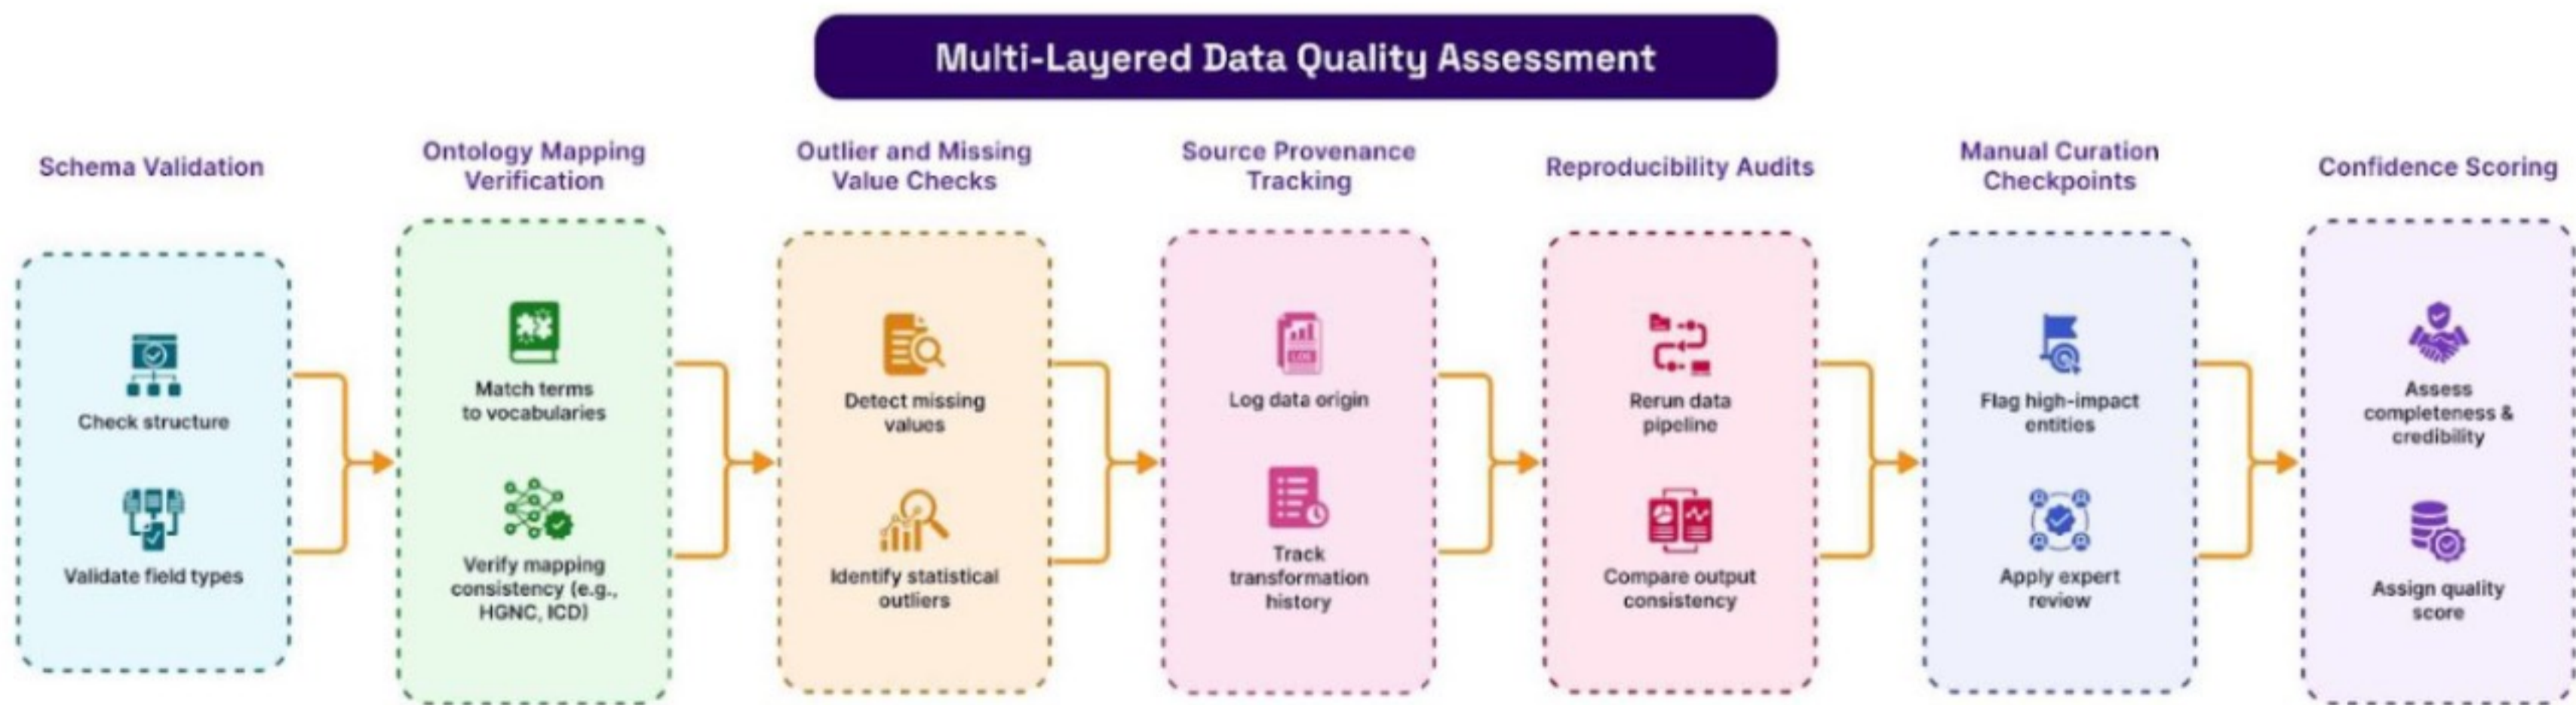 Multi-Layered Data Quality Assessment
Schema Validation
Check structure
Validate field types
Ontology Mapping
Verification
Match terms
to vocabularies
Verify mapping
consistency (e.g.,
HGNC, ICD)
Outlier and Missing
Value Checks
Detect missing
values
Identify statistical
outliers
Source Provenance
Tracking
LOG
Log data origin
Track
transformation
history
Reproducibility Audits
Rerun data
pipeline
Compare output
consistency
Manual Curation
Checkpoints
Flag high-impact
entities
Apply expert
review
Confidence Scoring
Assess
completeness &
credibility
Assign quality
score